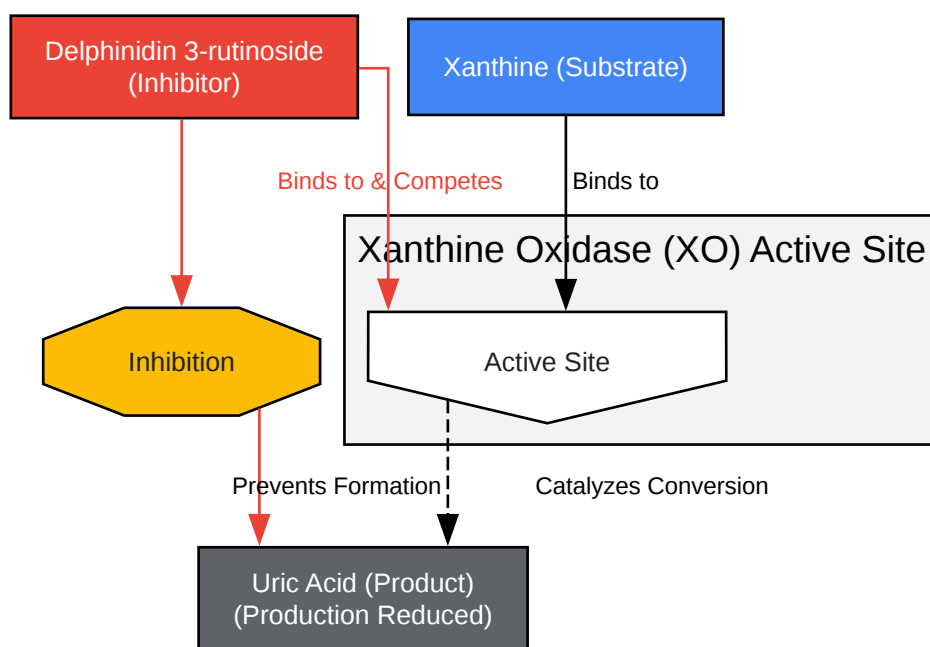 Delphinidin 3-rutinoside
(Inhibitor)
Xanthine (Substrate)
Binds to & Competes
Binds to
Xanthine Oxidase (XO) Active Site
Inhibition
Active Site
Prevents Formation
Catalyzes Conversion
Uric Acid (Product)
(Production Reduced)